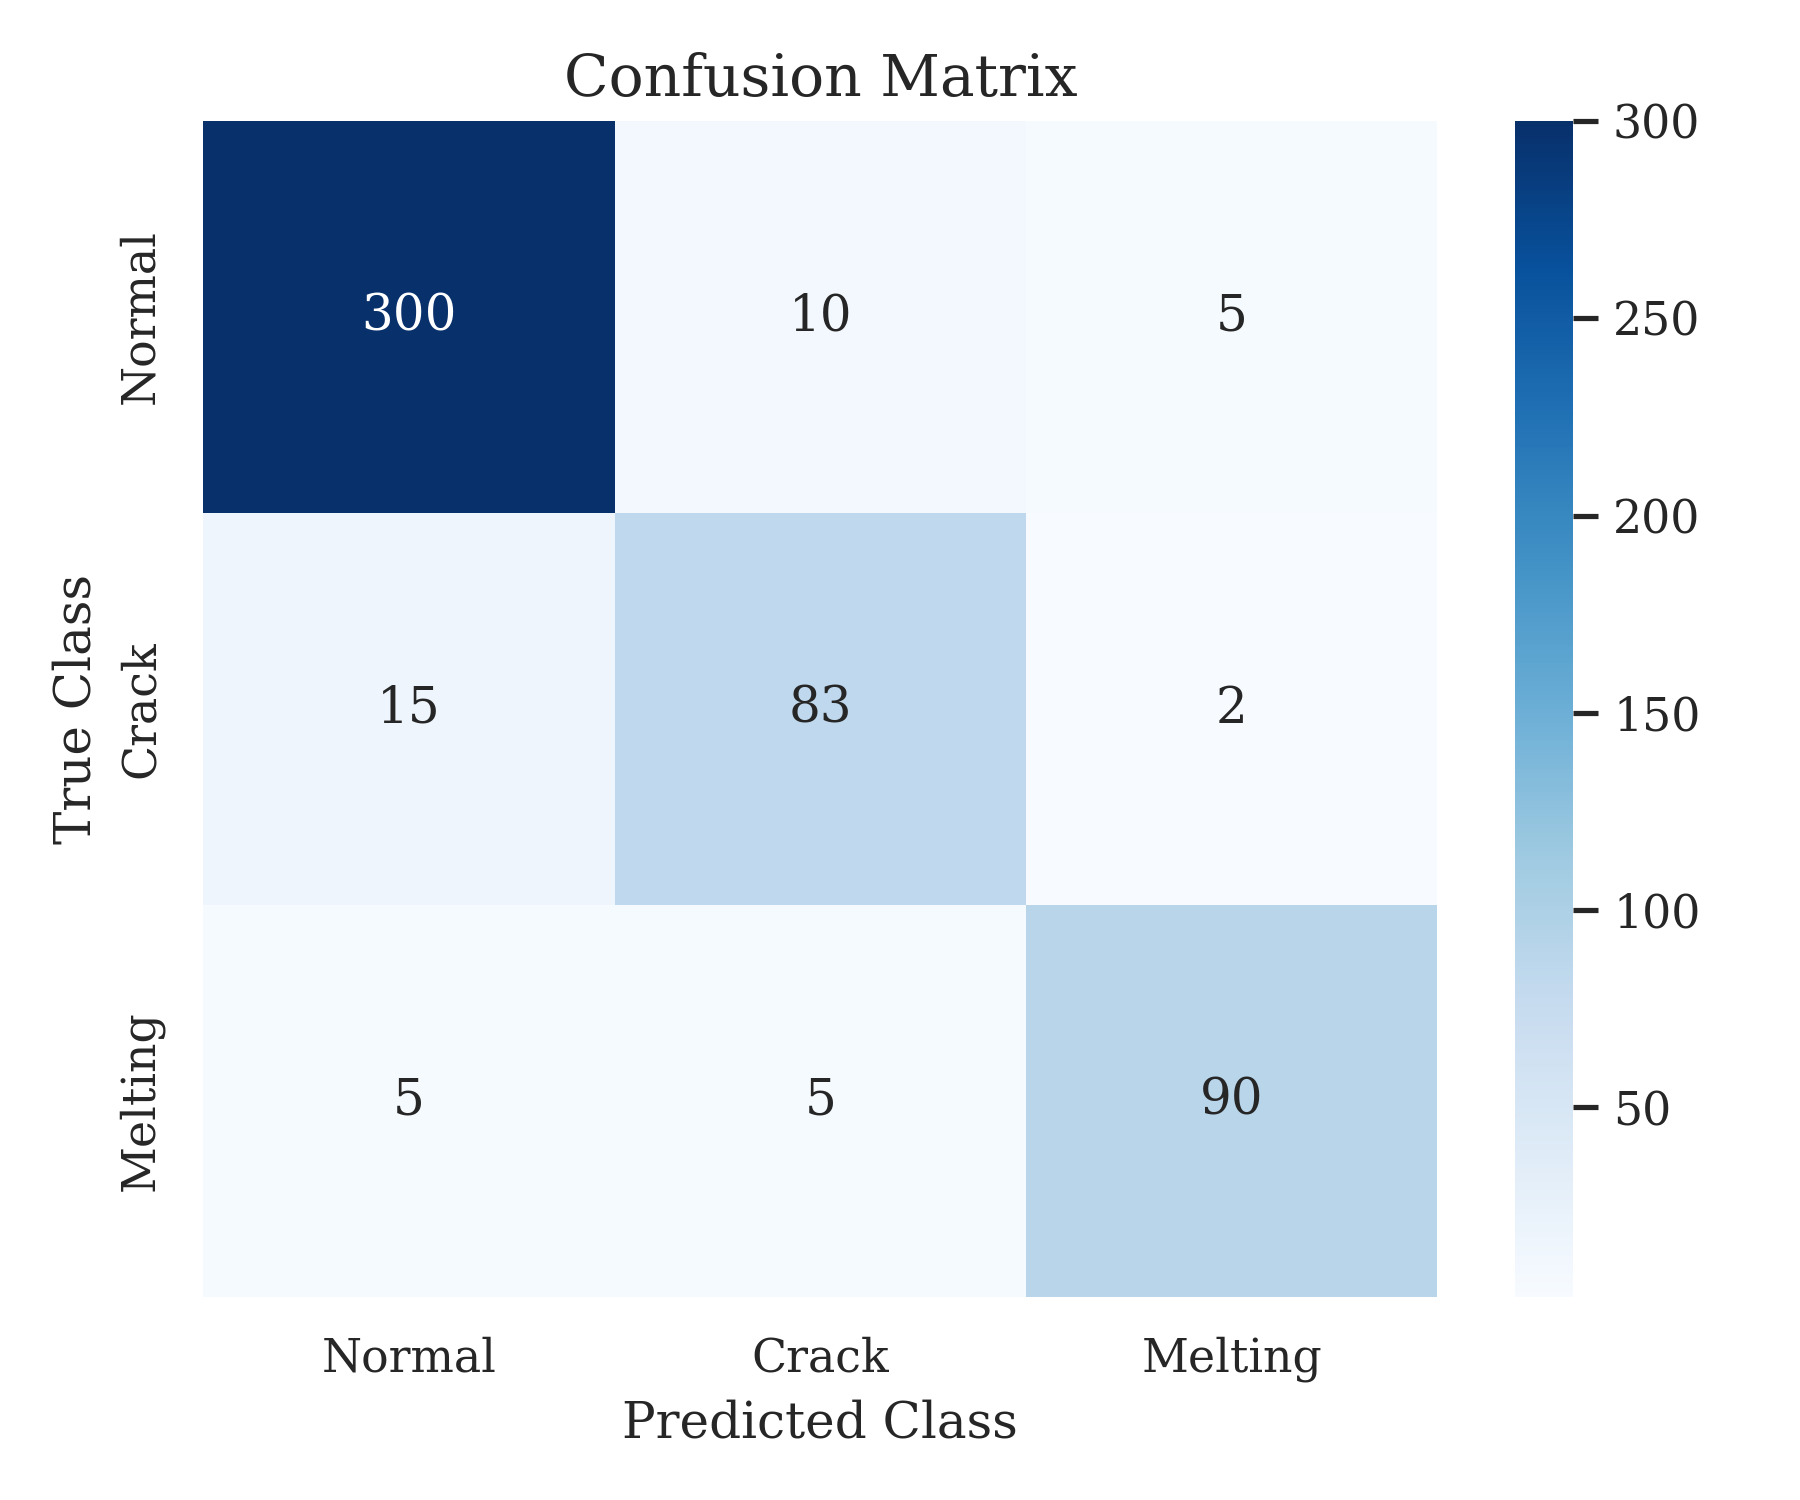 Confusion Matrix
True Class
Normal
300 10 5
Crack
15 83 2
Melting
5 5 90
Normal Crack Melting
Predicted Class
300
250
200
150
100
50